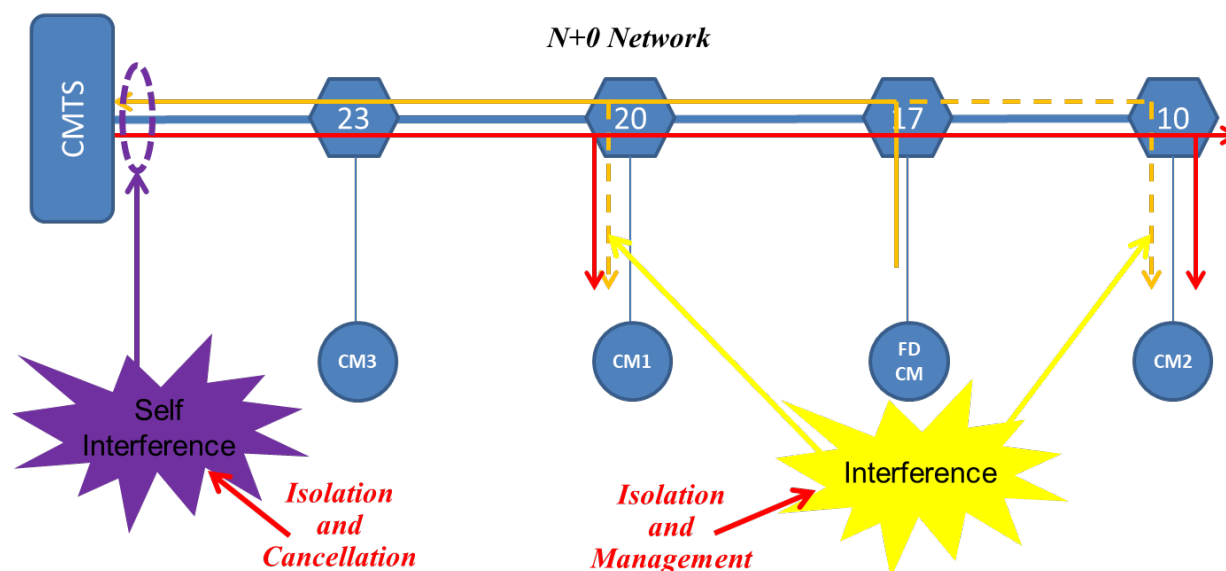 N+0 Network
CMTS
23
20
17
10
CM3
CM1
FD
CM
CM2
Self
Interference
Isolation
and
Cancellation
Isolation
and
Management
Interference